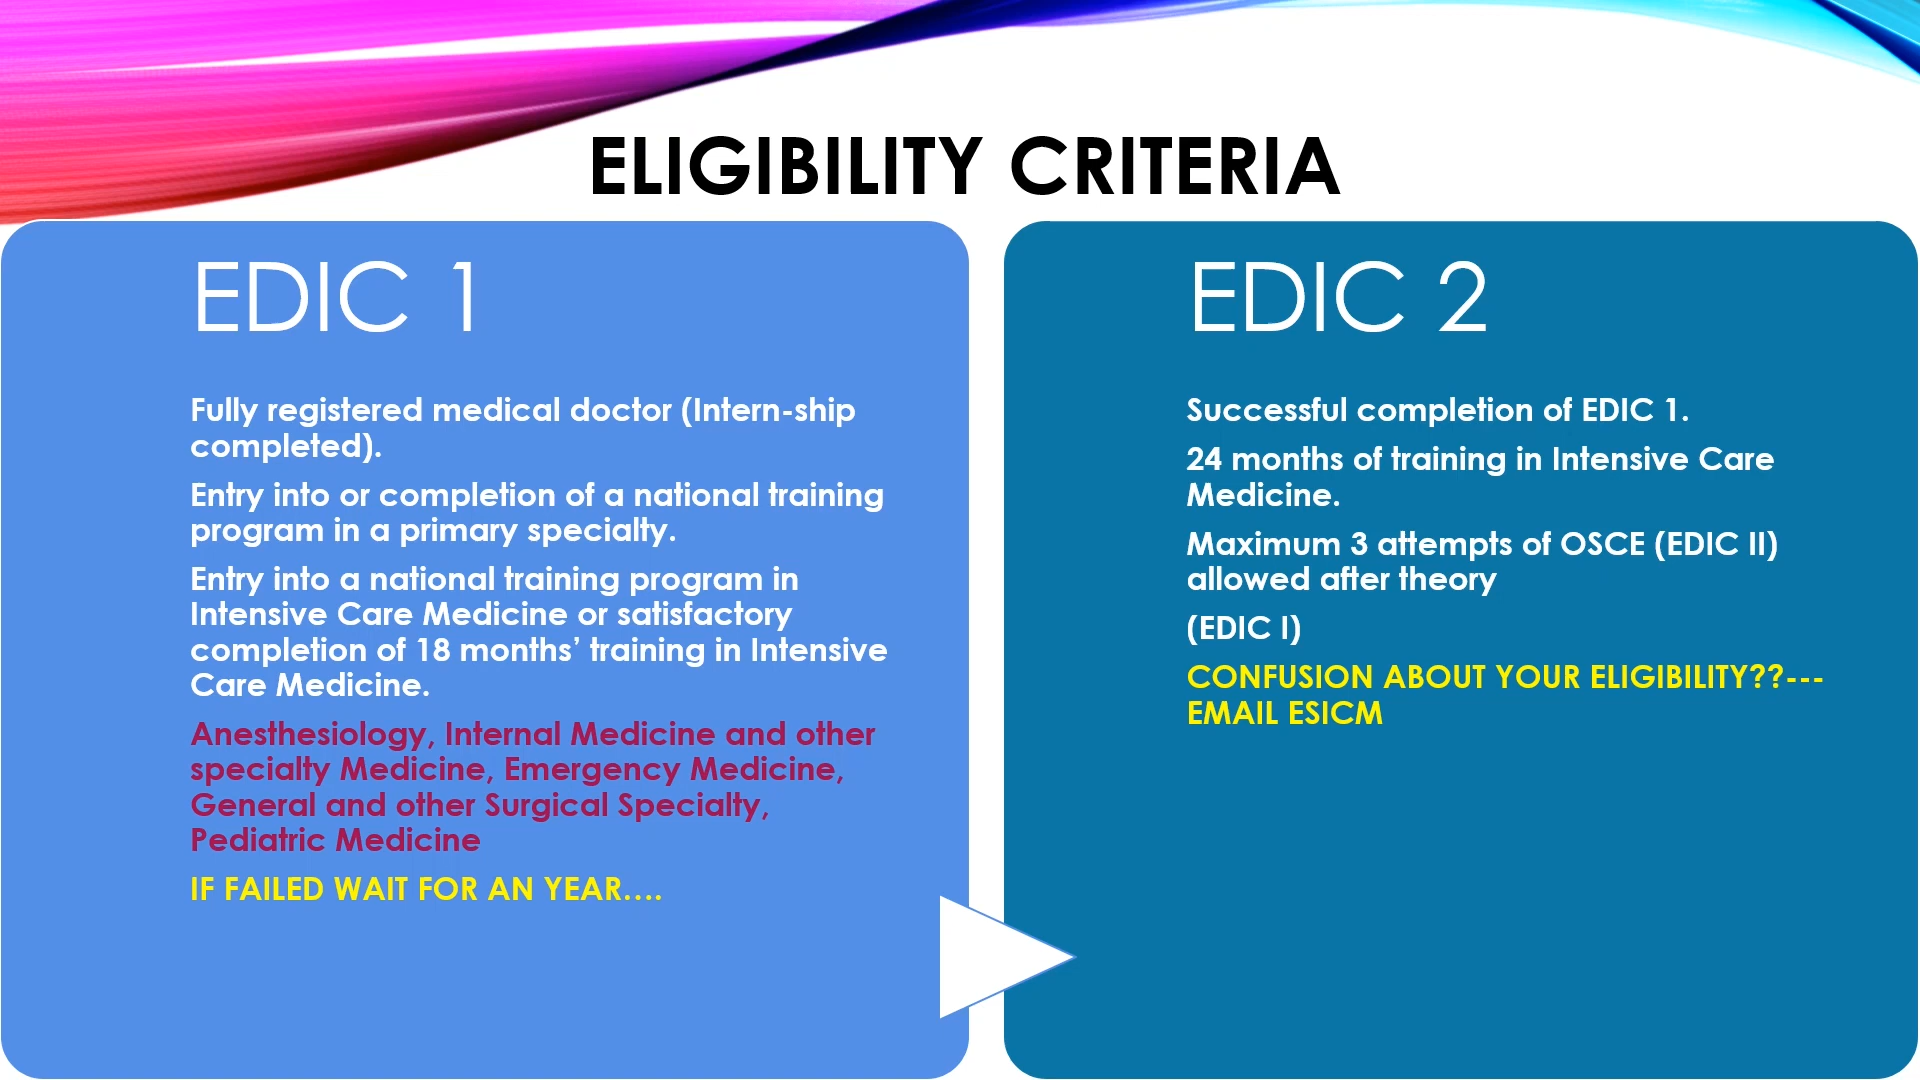 ELIGIBILITY CRITERIA
EDIC 1
Fully registered medical doctor (Intern-ship
completed).
Entry into or completion of a national training
program in a primary specialty.
Entry into a national training program in
Intensive Care Medicine or satisfactory
completion of 18 months’ training in Intensive
Care Medicine.
Anesthesiology, Internal Medicine and other
specialty Medicine, Emergency Medicine,
General and other Surgical Specialty,
Pediatric Medicine
IF FAILED WAIT FOR AN YEAR....
EDIC 2
Successful completion of EDIC 1.
24 months of training in Intensive Care
Medicine.
Maximum 3 attempts of OSCE (EDIC II)
allowed after theory
(EDIC I)
CONFUSION ABOUT YOUR ELIGIBILITY??---
EMAIL ESICM